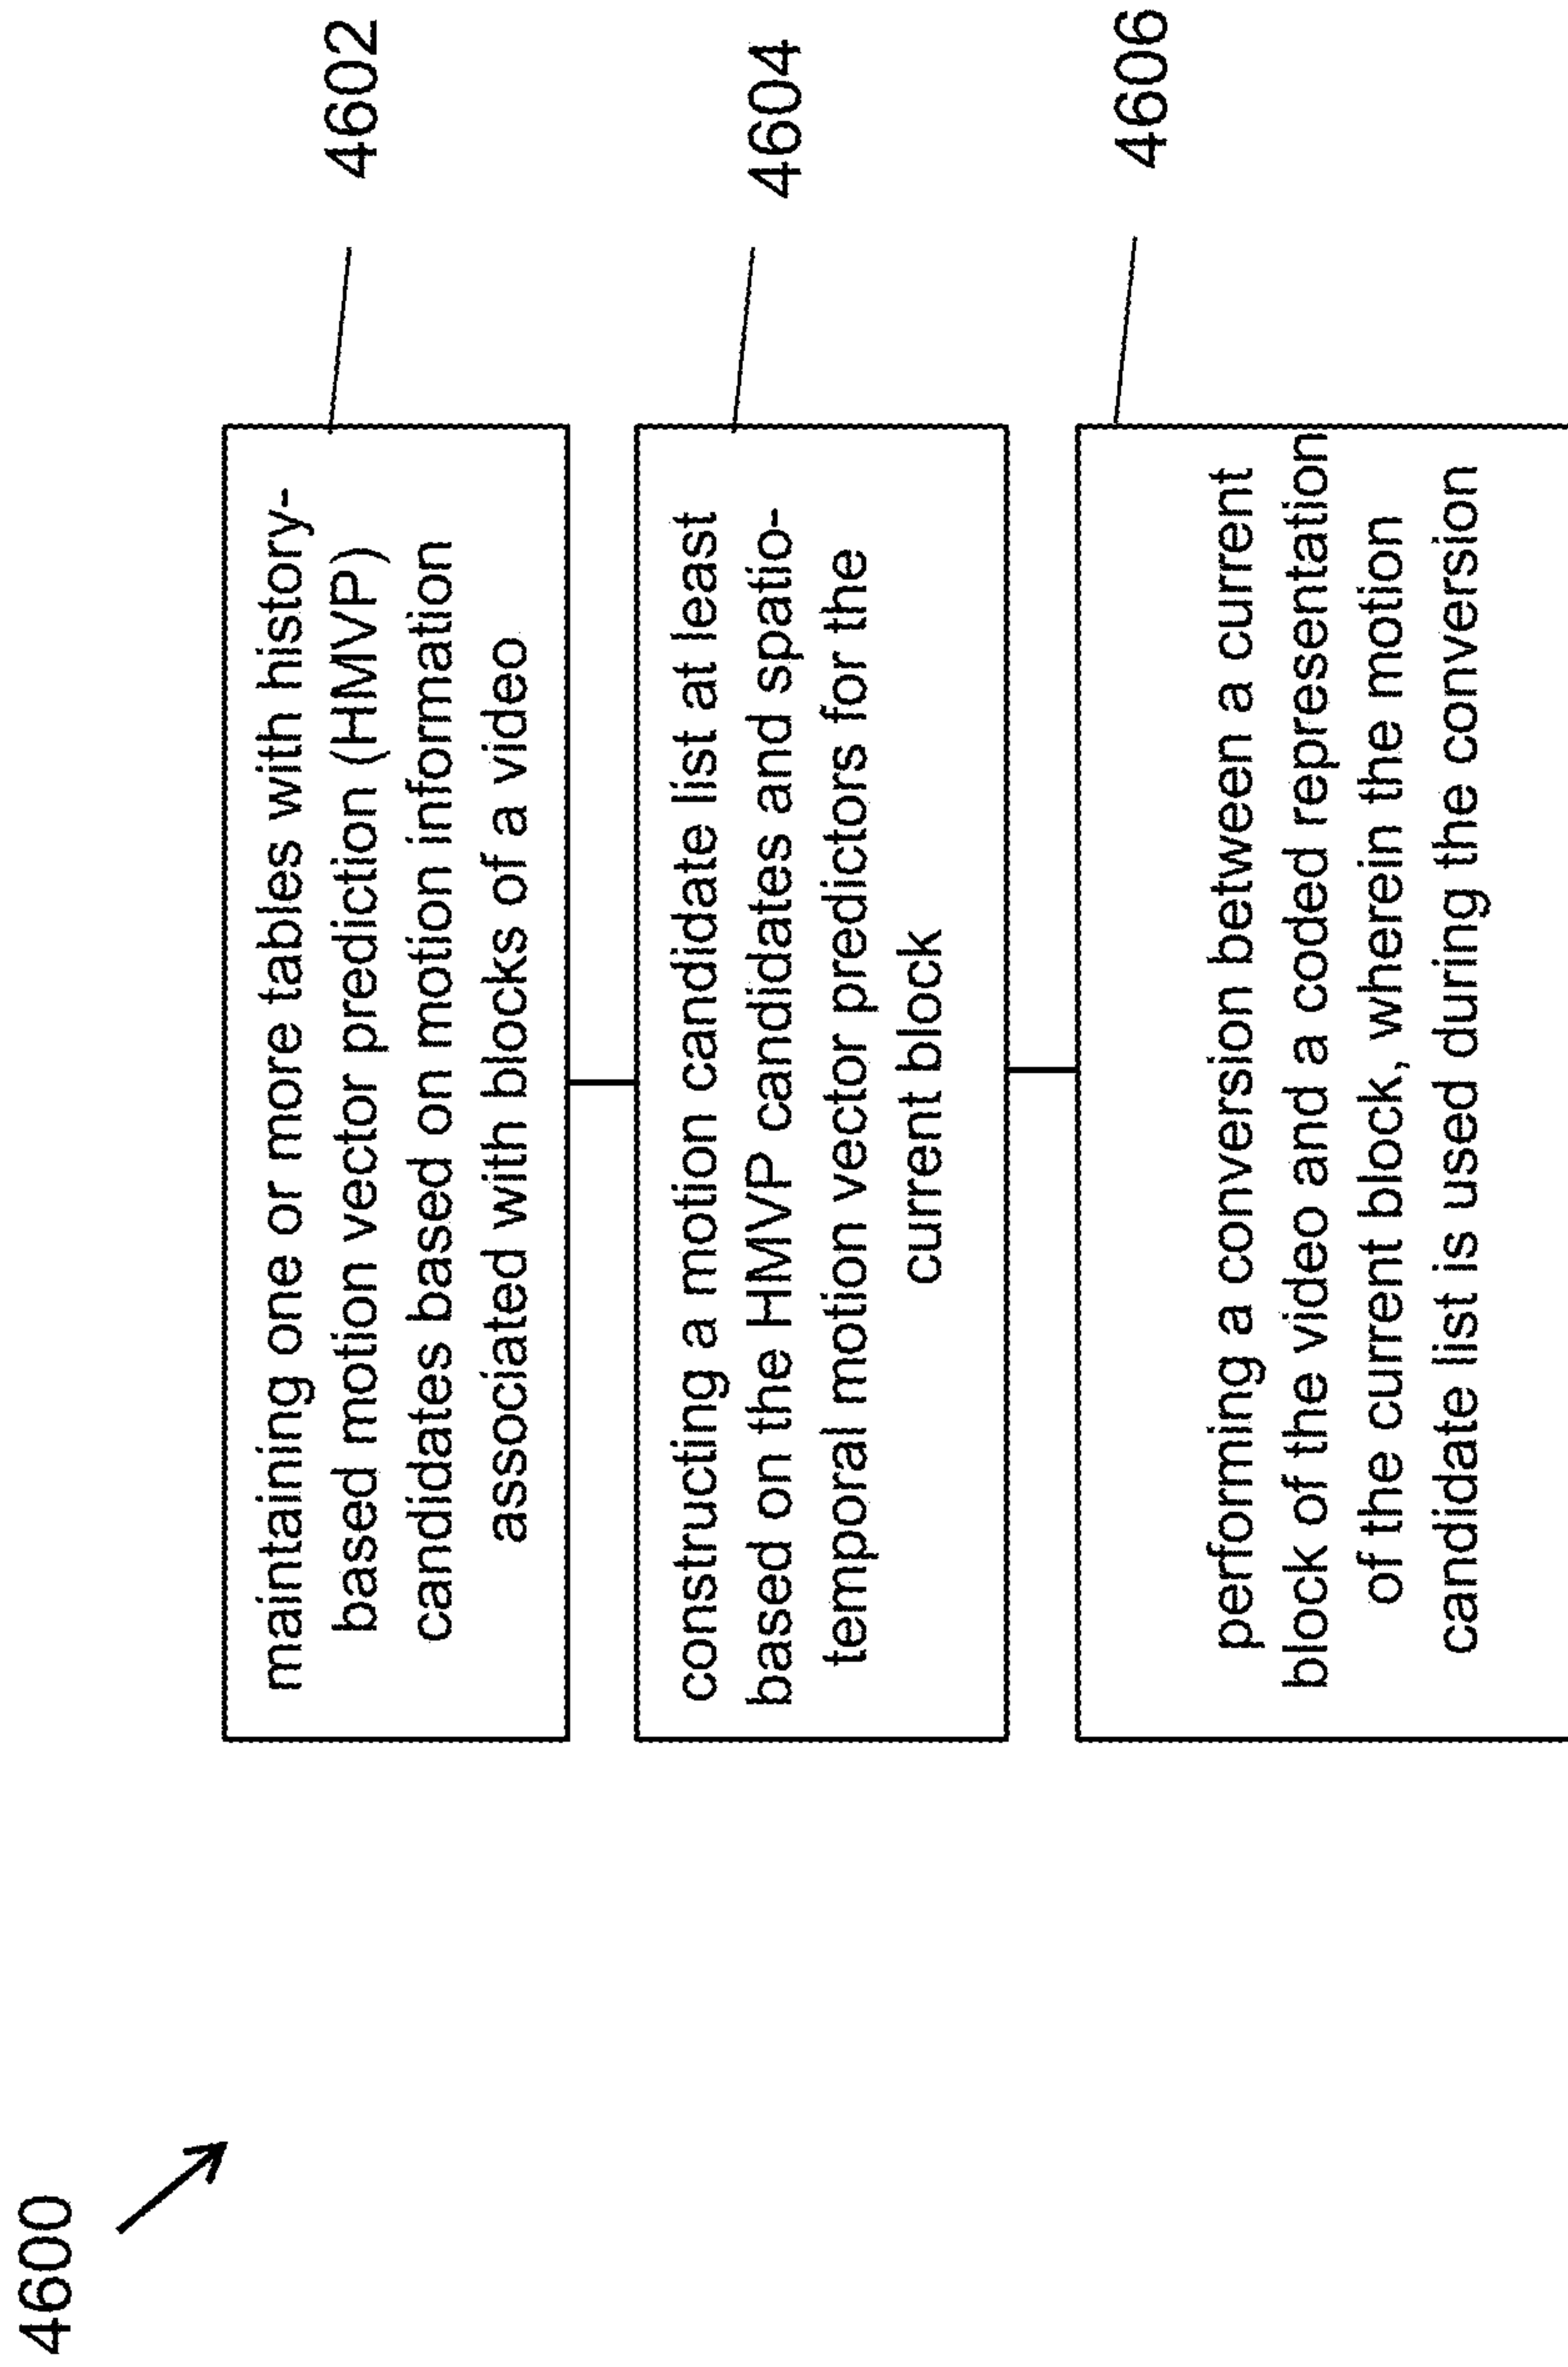 4600
maintaining one or more tables with history-
based motion vector prediction (HMVP)
candidates based on motion information
associated with blocks of a video
4602
constructing a motion candidate list at least
based on the HMVP candidates and spatio-
temporal motion vector predictors for the
current block
4604
performing a conversion between a current
block of the video and a coded representation
of the current block, wherein the motion
candidate list is used during the conversion
4606